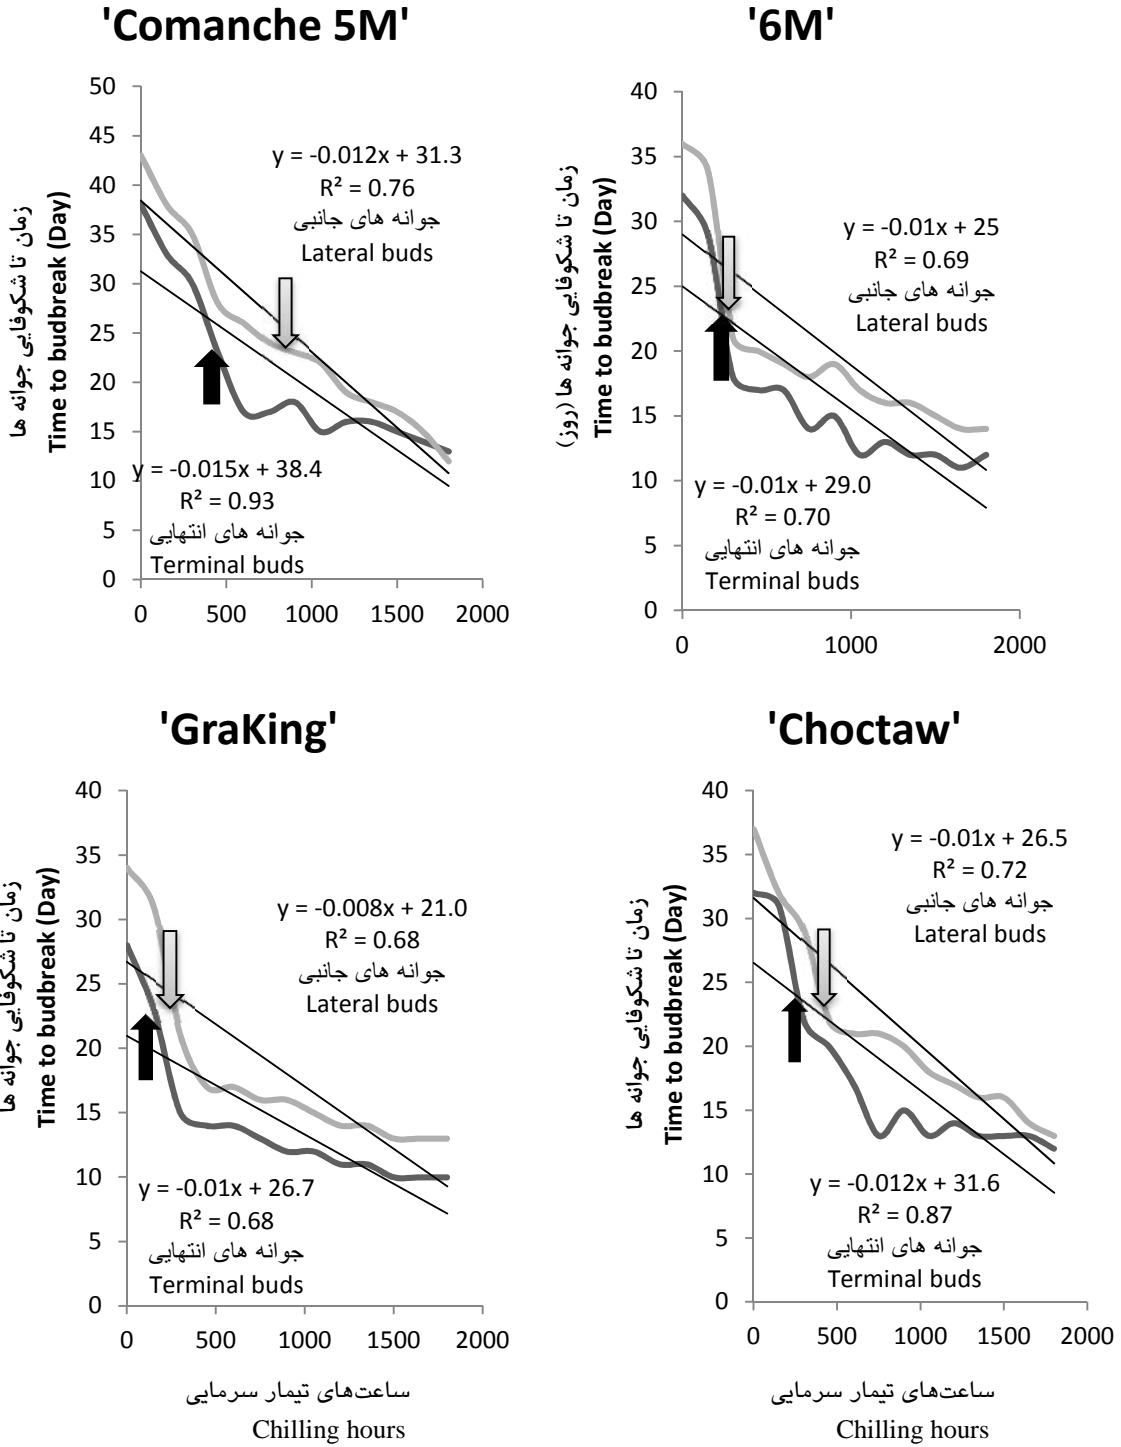 'Comanche 5M'
زمان تا شکوفایی جوانه ها
Time to budbreak (Day)
50
45
40
35
30
25
20
15
10
5
0
y = -0.012x + 31.3
R² = 0.76
جوانه های جانبی
Lateral buds
y = -0.015x + 38.4
R² = 0.93
جوانه های انتهایی
Terminal buds
0 500 1000 1500 2000
'6M'
زمان تا شکوفایی جوانه ها (روز)
Time to budbreak (Day)
40
35
30
25
20
15
10
5
0
y = -0.01x + 25
R² = 0.69
جوانه های جانبی
Lateral buds
y = -0.01x + 29.0
R² = 0.70
جوانه های انتهایی
Terminal buds
0 1000 2000
'GraKing'
زمان تا شکوفایی جوانه ها
Time to budbreak (Day)
40
35
30
25
20
15
10
5
0
y = -0.008x + 21.0
R² = 0.68
جوانه های جانبی
Lateral buds
y = -0.01x + 26.7
R² = 0.68
جوانه های انتهایی
Terminal buds
0 500 1000 1500 2000
ساعت‌های تیمار سرمایی
Chilling hours
'Choctaw'
زمان تا شکوفایی جوانه ها
Time to budbreak (Day)
40
35
30
25
20
15
10
5
0
y = -0.01x + 26.5
R² = 0.72
جوانه های جانبی
Lateral buds
y = -0.012x + 31.6
R² = 0.87
جوانه های انتهایی
Terminal buds
0 500 1000 1500 2000
ساعت‌های تیمار سرمایی
Chilling hours